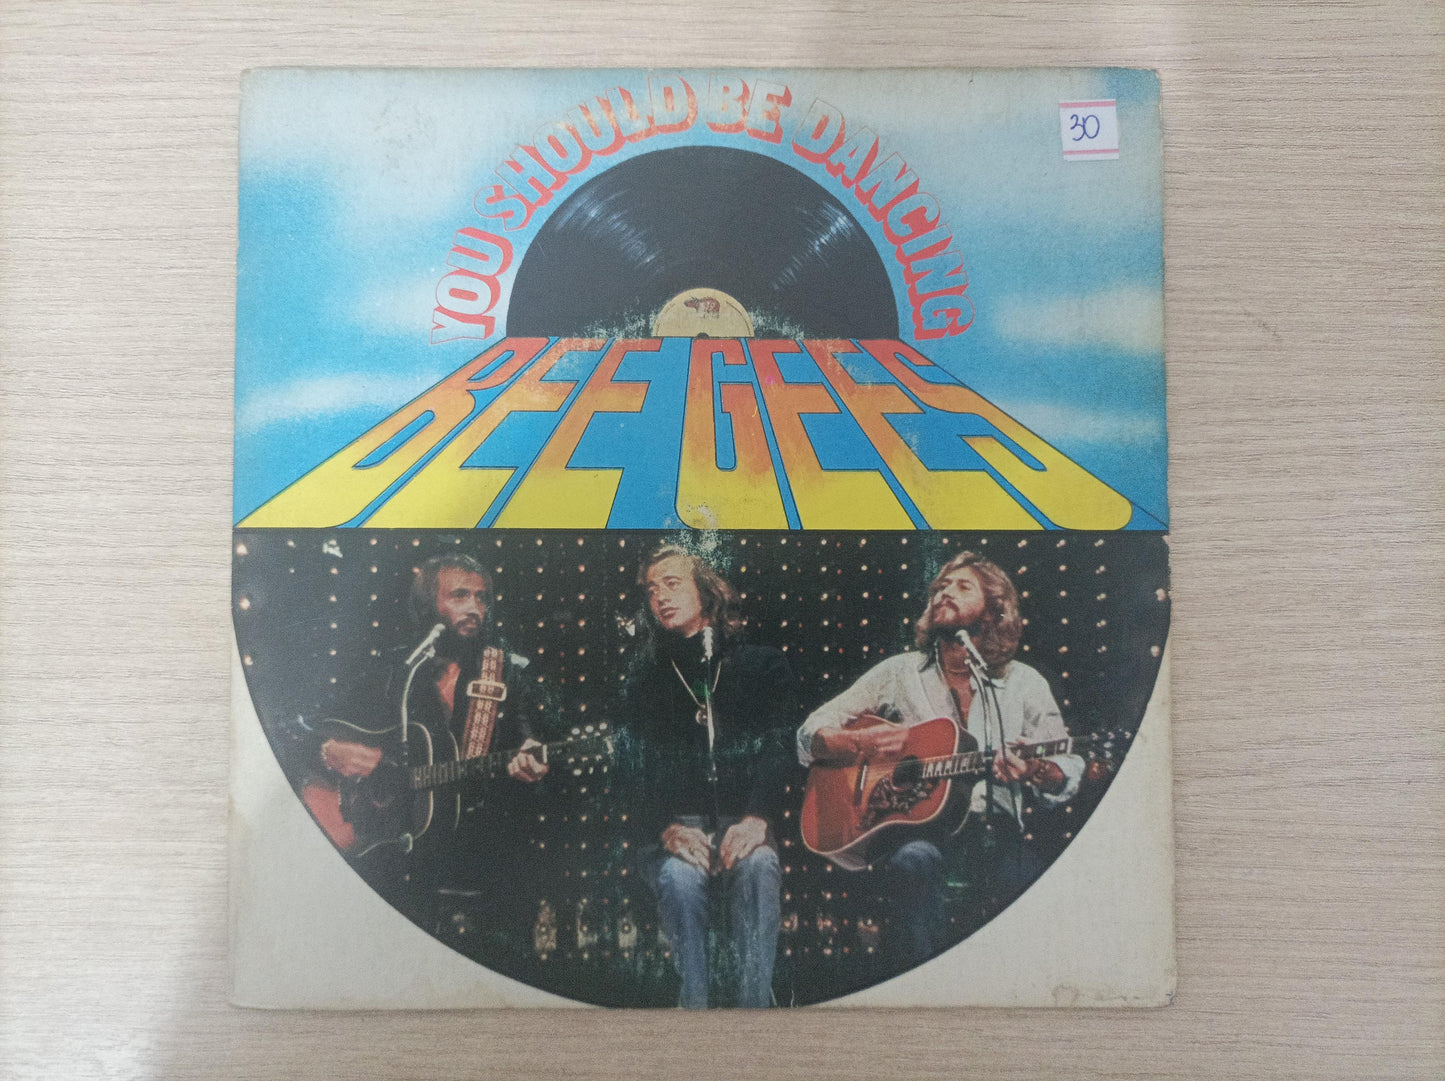 YOU SHOULD BE DANCING
30
BEE GEES